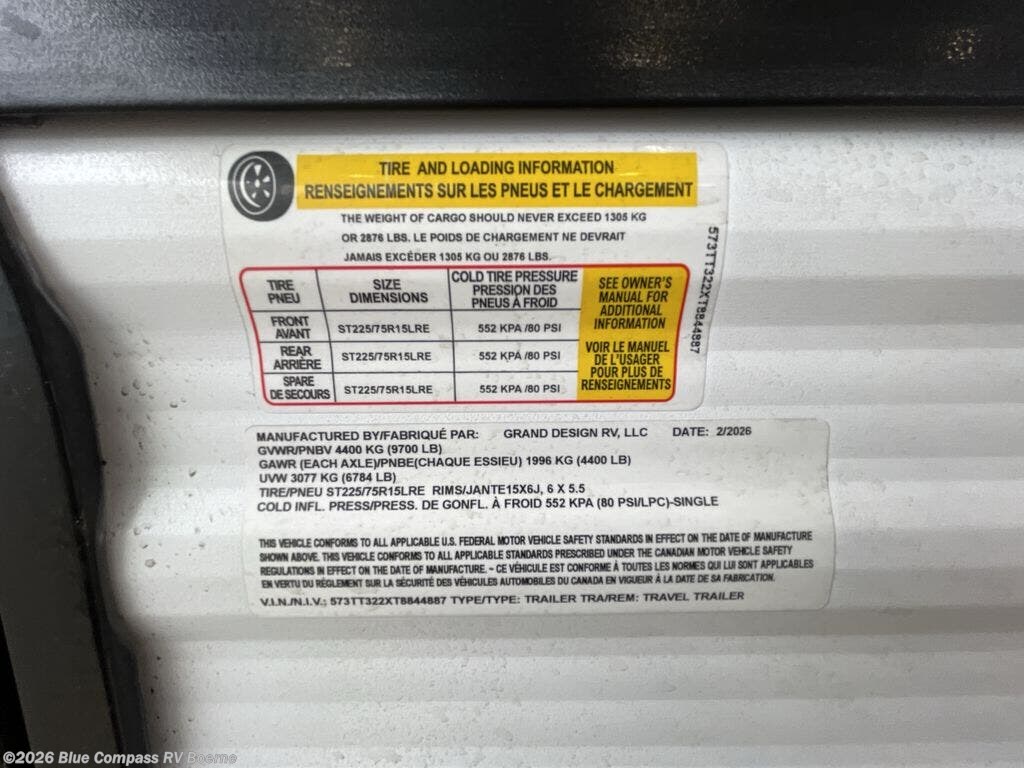 TIRE AND LOADING INFORMATION
RENSEIGNEMENTS SUR LES PNEUS ET LE CHARGEMENT
THE WEIGHT OF CARGO SHOULD NEVER EXCEED 1305 KG
OR 2876 LBS. LE POIDS DE CHARGEMENT NE DEVRAIT
JAMAIS EXCÉDER 1305 KG OU 2876 LBS.
TIRE SIZE COLD TIRE PRESSURE
PNEU DIMENSIONS PRESSION DES
PNEUS À FROID
FRONT
AVANT ST225/75R15LRE 552 KPA /80 PSI
REAR
ARRIÈRE ST225/75R15LRE 552 KPA /80 PSI
SPARE
DE SECOURS ST225/75R15LRE 552 KPA /80 PSI
SEE OWNER'S
MANUAL FOR
ADDITIONAL
INFORMATION
VOIR LE MANUEL
DE L'USAGER
POUR PLUS DE
RENSEIGNEMENTS
573TT322XT8844887
MANUFACTURED BY/FABRIQUÉ PAR: GRAND DESIGN RV, LLC DATE: 2/2026
GVWR/PNBV 4400 KG (9700 LB)
GAWR (EACH AXLE)/PNBE(CHAQUE ESSIEU) 1996 KG (4400 LB)
UVW 3077 KG (6784 LB)
TIRE/PNEU ST225/75R15LRE RIMS/JANTE15X6J, 6 X 5.5
COLD INFL. PRESS/PRESS. DE GONFL. À FROID 552 KPA (80 PSI/LPC)-SINGLE
THIS VEHICLE CONFORMS TO ALL APPLICABLE U.S. FEDERAL MOTOR VEHICLE SAFETY STANDARDS IN EFFECT ON THE DATE OF MANUFACTURE
SHOWN ABOVE. THIS VEHICLE CONFORMS TO ALL APPLICABLE STANDARDS PRESCRIBED UNDER THE CANADIAN MOTOR VEHICLE SAFETY
REGULATIONS IN EFFECT ON THE DATE OF MANUFACTURE. ~ CE VÉHICULE EST CONFORME À TOUTES LES NORMES QUI LUI SONT APPLICABLES
EN VERTU DU RÈGLEMENT SUR LA SÉCURITÉ DES VÉHICULES AUTOMOBILES DU CANADA EN VIGUEUR À LA DATE DE SA FABRICATION.
V.I.N./N.I.V.: 573TT322XT8844887 TYPE/TYPE: TRAILER TRA/REM: TRAVEL TRAILER
©2026 Blue Compass RV Boerne